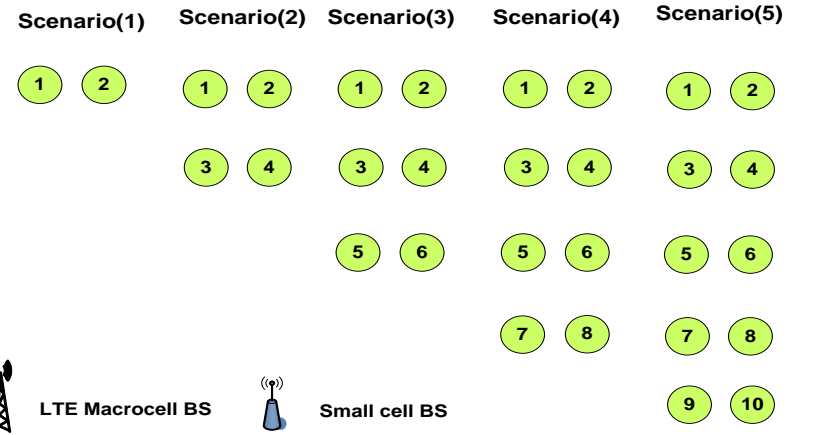 Scenario(1) Scenario(2) Scenario(3) Scenario(4) Scenario(5)
1 2 1 2 1 2 1 2 1 2
3 4 3 4 3 4 3 4
5 6 5 6 5 6
7 8 7 8
9 10
LTE Macrocell BS Small cell BS